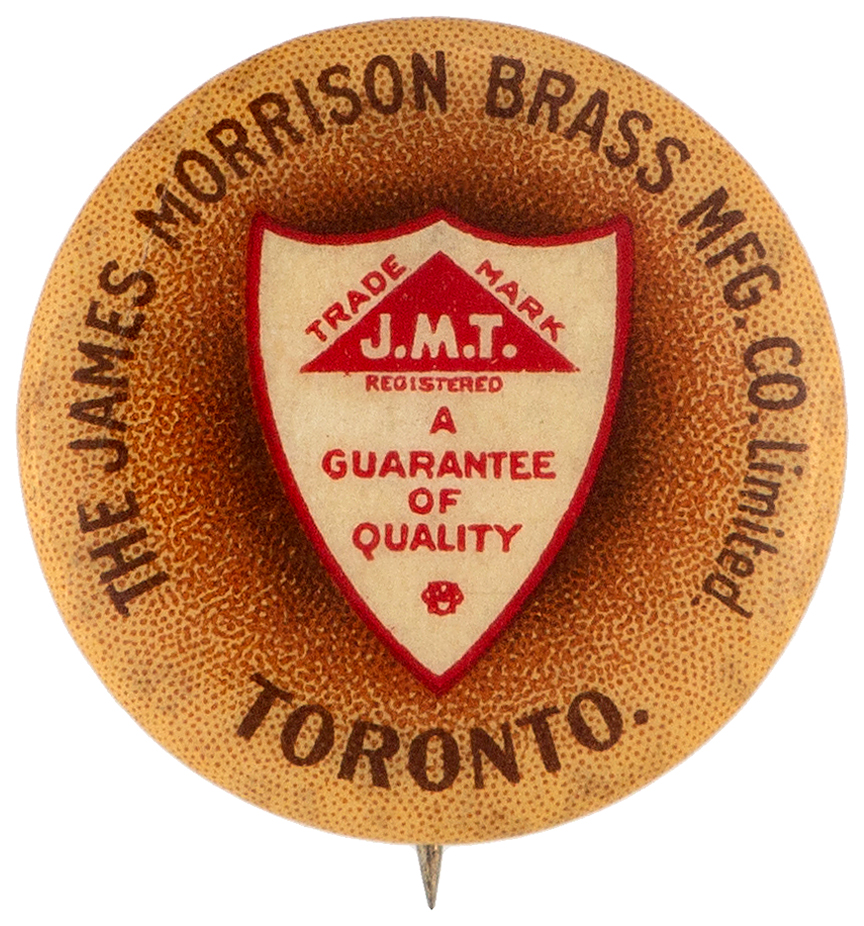 THE JAMES MORRISON BRASS MFG. CO. Limited.
TRADE MARK
J.M.T.
REGISTERED
A
GUARANTEE
OF
QUALITY
TORONTO.